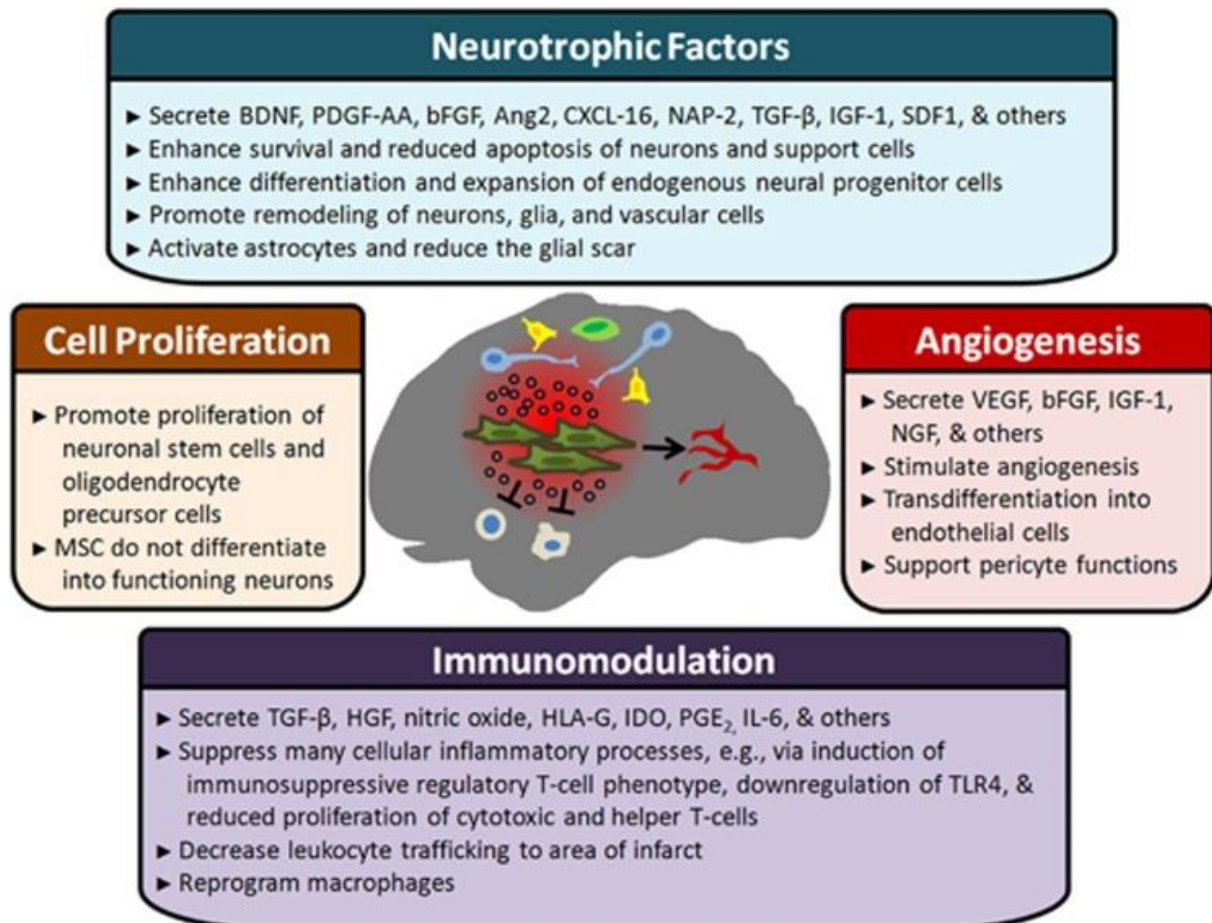 Neurotrophic Factors
► Secrete BDNF, PDGF-AA, bFGF, Ang2, CXCL-16, NAP-2, TGF-β, IGF-1, SDF1, & others
► Enhance survival and reduced apoptosis of neurons and support cells
► Enhance differentiation and expansion of endogenous neural progenitor cells
► Promote remodeling of neurons, glia, and vascular cells
► Activate astrocytes and reduce the glial scar
Cell Proliferation
► Promote proliferation of
neuronal stem cells and
oligodendrocyte
precursor cells
► MSC do not differentiate
into functioning neurons
Angiogenesis
► Secrete VEGF, bFGF, IGF-1,
NGF, & others
► Stimulate angiogenesis
► Transdifferentiation into
endothelial cells
► Support pericyte functions
Immunomodulation
► Secrete TGF-β, HGF, nitric oxide, HLA-G, IDO, PGE₂, IL-6, & others
► Suppress many cellular inflammatory processes, e.g., via induction of
immunosuppressive regulatory T-cell phenotype, downregulation of TLR4, &
reduced proliferation of cytotoxic and helper T-cells
► Decrease leukocyte trafficking to area of infarct
► Reprogram macrophages